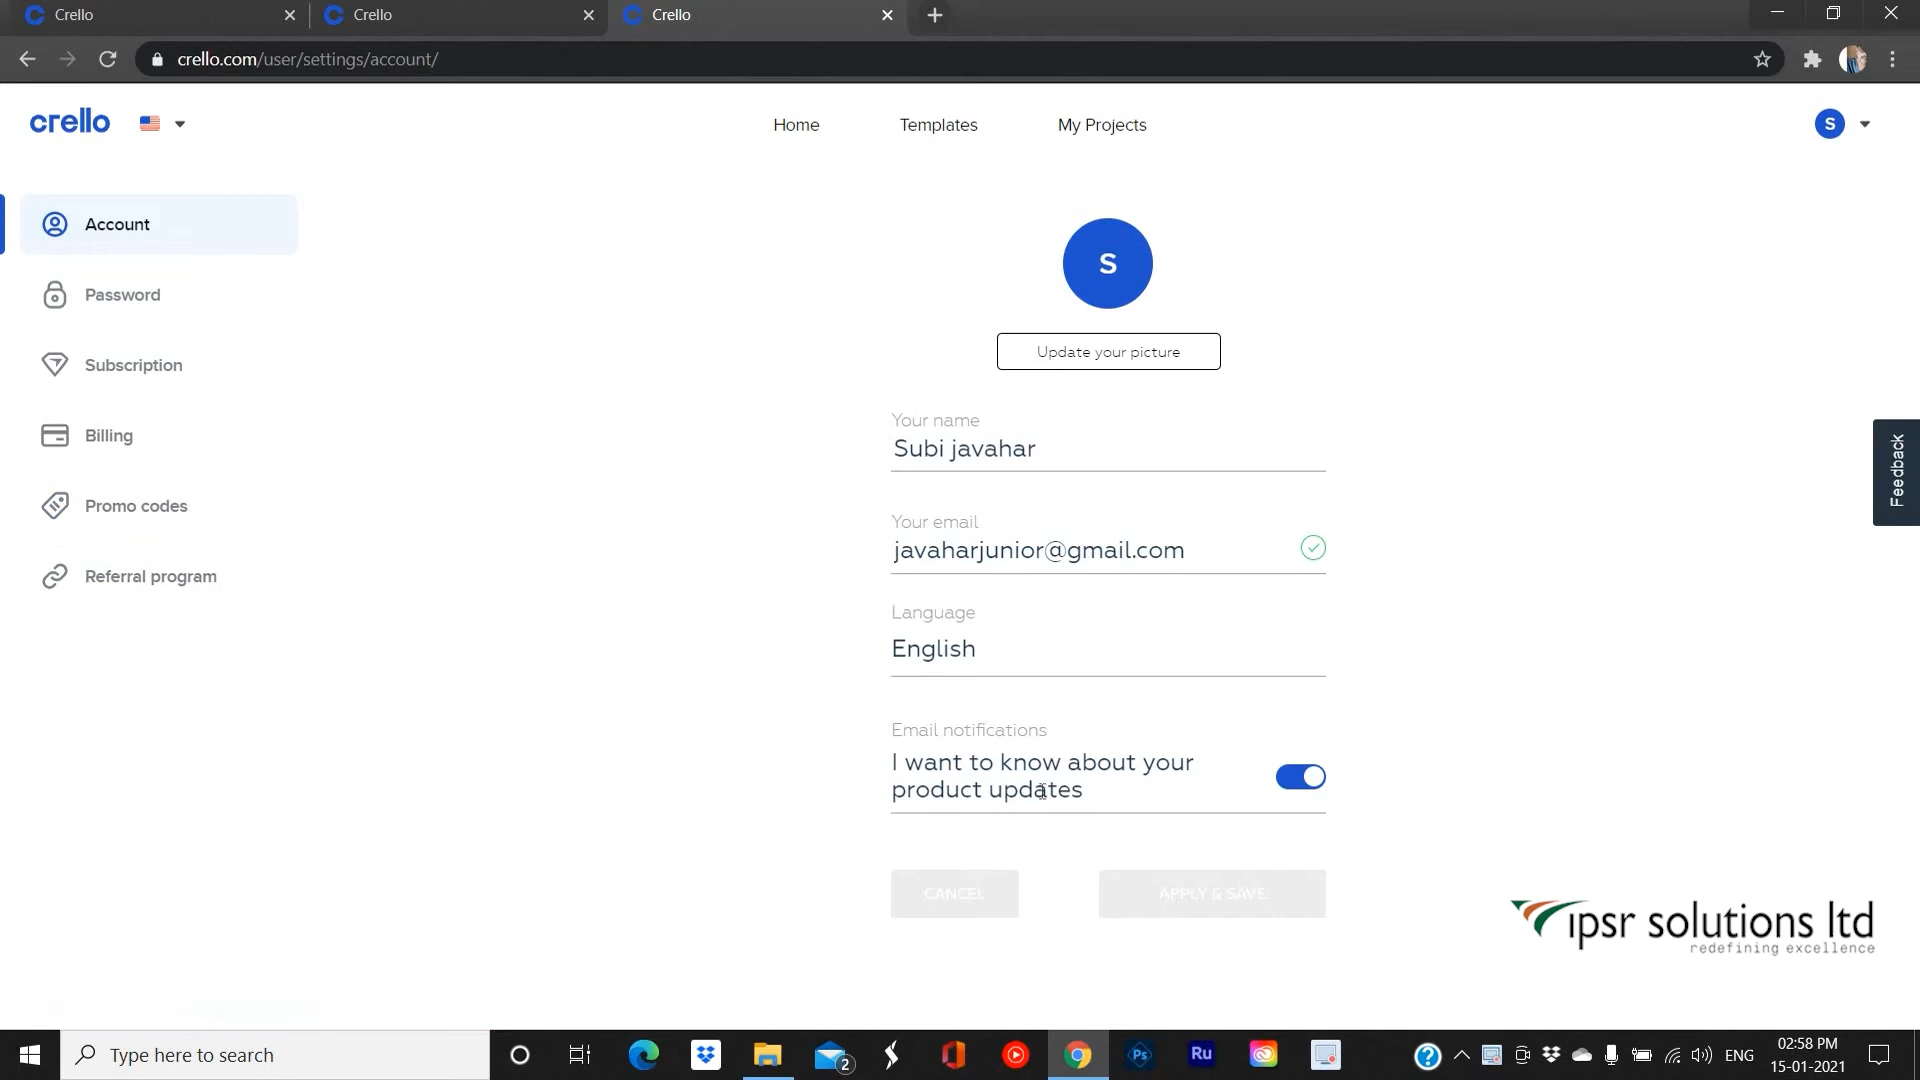 Crello
Crello
Crello
crello.com/user/settings/account/
crello
Home
Templates
My Projects
S
Account
Password
Subscription
Billing
Promo codes
Referral program
S
Update your picture
Your name
Subi javahar
Your email
javaharjunior@gmail.com
Language
English
Email notifications
I want to know about your
product updates
CANCEL
APPLY & SAVE
Feedback
ipsr solutions ltd
redefining excellence
Type here to search
2
Ps
Ru
ENG
02:58 PM
15-01-2021